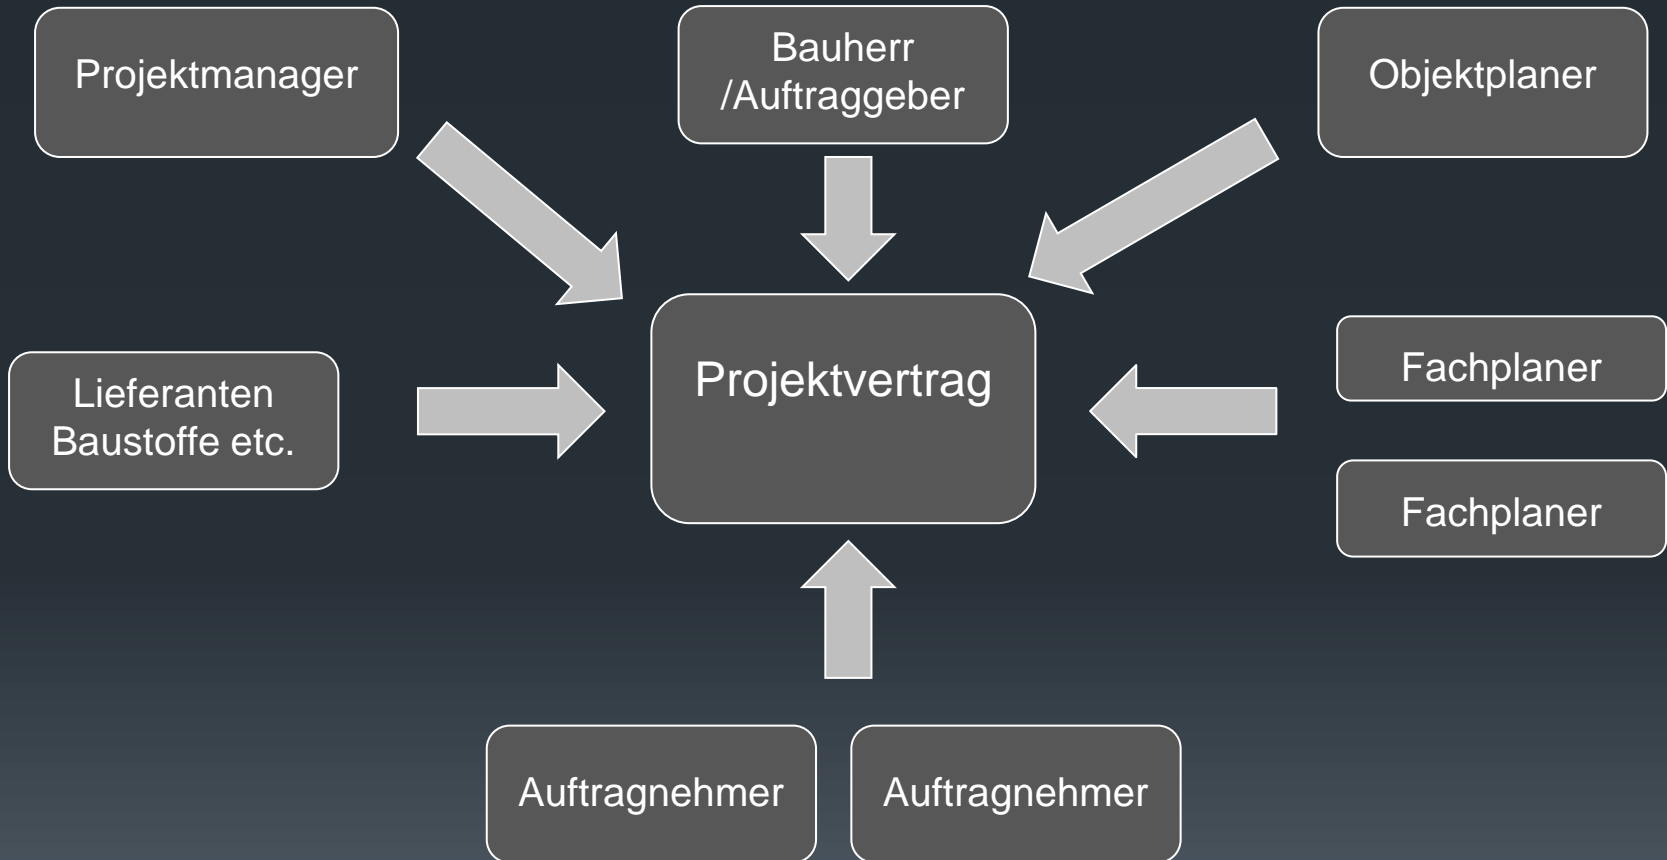 Projektmanager
Bauherr
/Auftraggeber
Objektplaner
Lieferanten
Baustoffe etc.
Projektvertrag
Fachplaner
Fachplaner
Auftragnehmer
Auftragnehmer